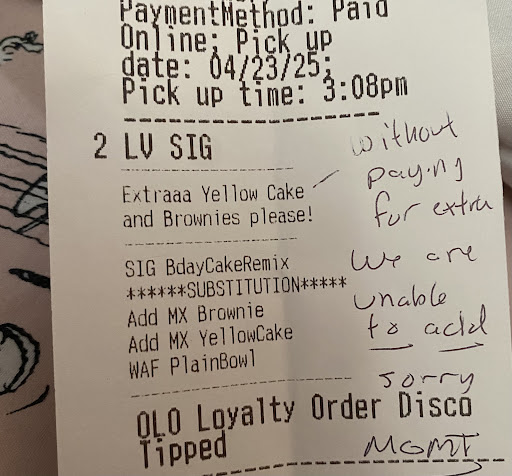 PaymentMethod: Paid
Online; Pick up
date: 04/23/25;
Pick up time: 3:08pm
2 LV SIG
Extraaa Yellow Cake
and Brownies please!
without
paying
for extra
we are
unable
to add
sorry
MGMT
SIG BdayCakeRemix
******SUBSTITUTION*****
Add MX Brownie
Add MX YellowCake
WAF PlainBowl
OLO Loyalty Order Disco
Tipped